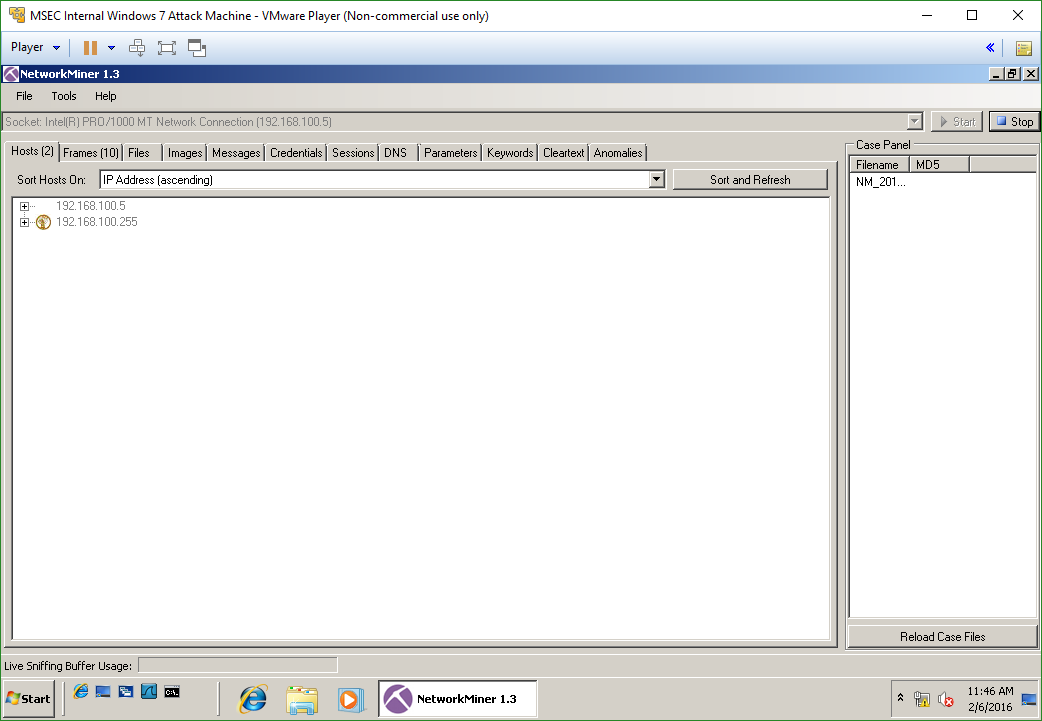 MSEC Internal Windows 7 Attack Machine - VMware Player (Non-commercial use only)
Player
NetworkMiner 1.3
File Tools Help
Socket: Intel(R) PRO/1000 MT Network Connection (192.168.100.5) Start Stop
Hosts (2) Frames (10) Files Images Messages Credentials Sessions DNS Parameters Keywords Cleartext Anomalies
Case Panel
Sort Hosts On: IP Address (ascending) Sort and Refresh
Filename MD5
NM_201...
192.168.100.5
192.168.100.255
Reload Case Files
Live Sniffing Buffer Usage:
Start
C:\.
NetworkMiner 1.3
11:46 AM
2/6/2016